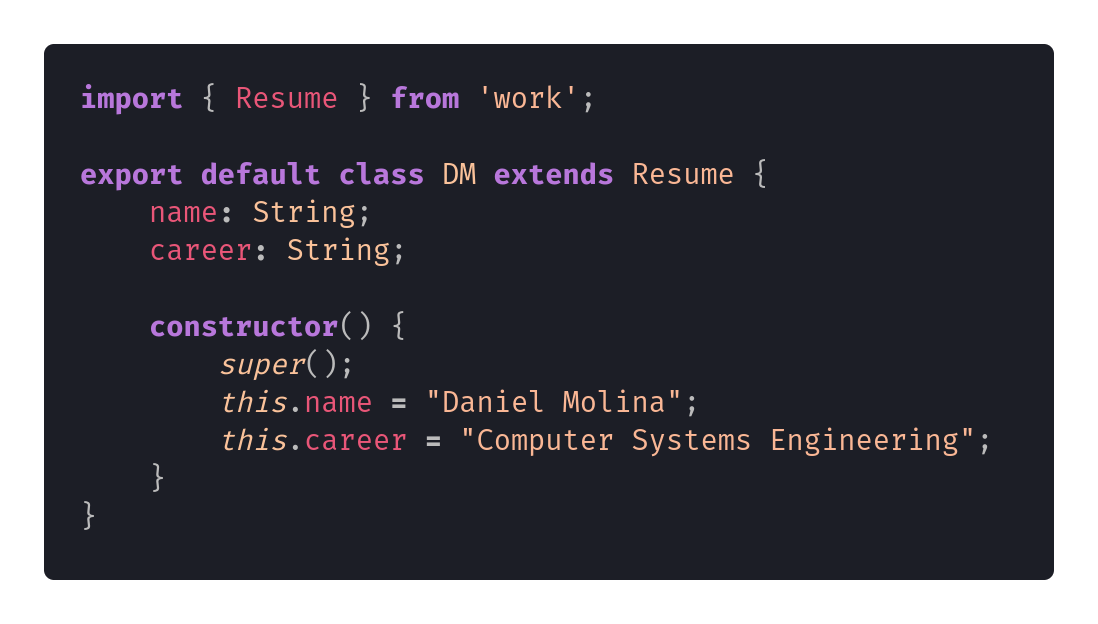 import { Resume } from 'work';
export default class DM extends Resume {
    name: String;
    career: String;
    constructor() {
        super();
        this.name = "Daniel Molina";
        this.career = "Computer Systems Engineering";
    }
}